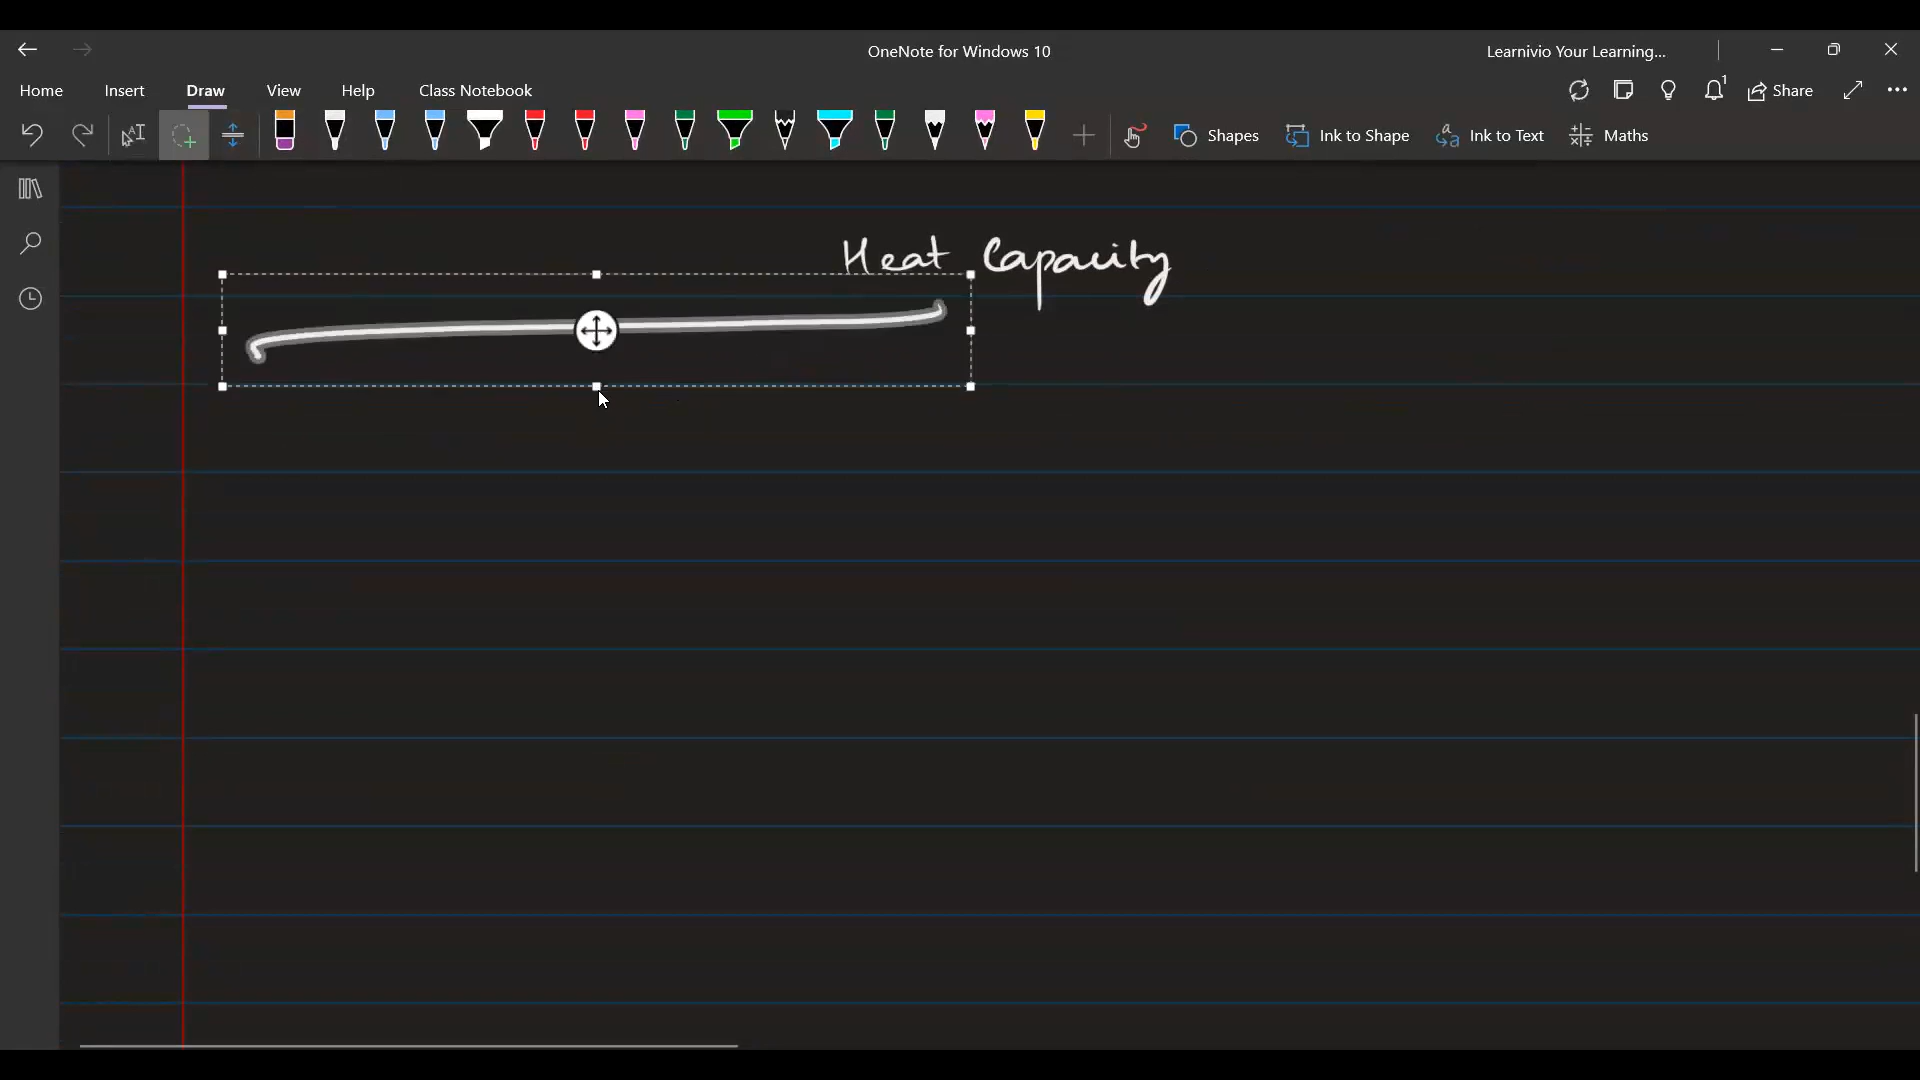 OneNote for Windows 10
Learnivio Your Learning...
Home Insert Draw View Help Class Notebook
Share
Shapes Ink to Shape Ink to Text Maths
Heat Capacity